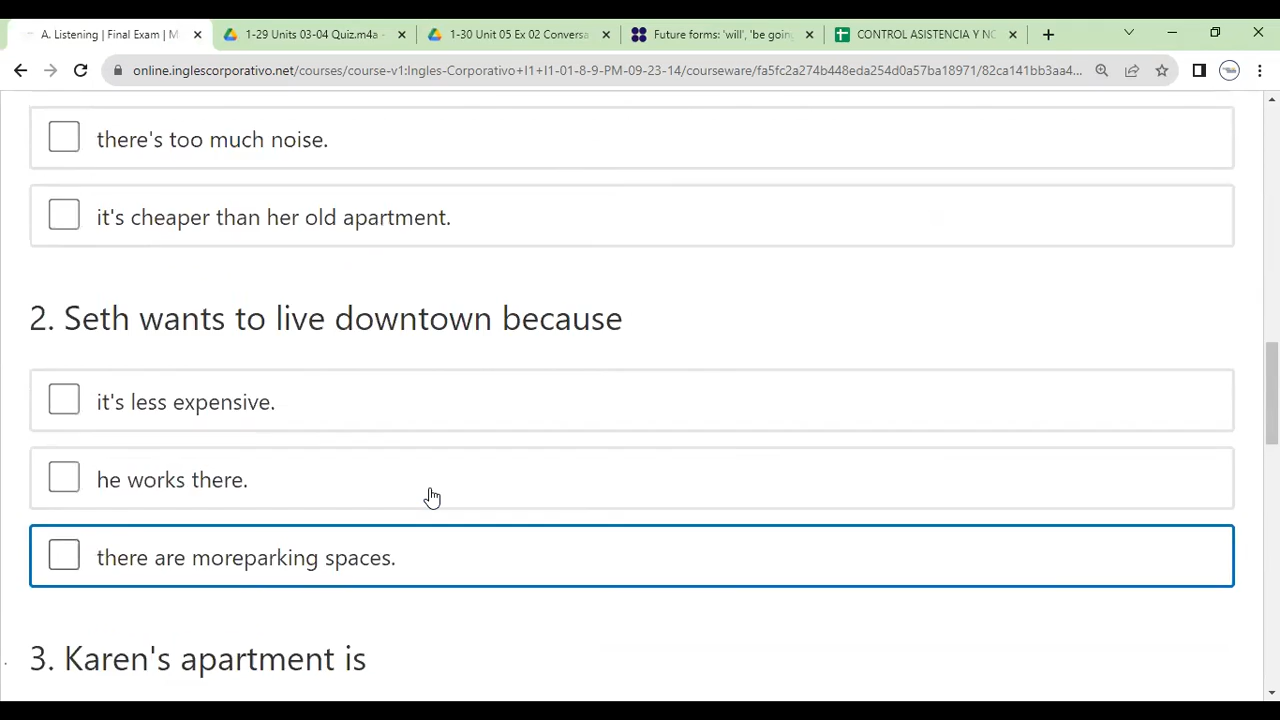 A. Listening | Final Exam | M
1-29 Units 03-04 Quiz.m4a -
1-30 Unit 05 Ex 02 Conversa
Future forms: 'will', 'be going
CONTROL ASISTENCIA Y NO
online.inglescorporativo.net/courses/course-v1:Ingles-Corporativo+I1+I1-01-8-9-PM-09-23-14/courseware/fa5fc2a274b448eda254d0a57ba18971/82ca141bb3aa4...
there's too much noise.
it's cheaper than her old apartment.
2. Seth wants to live downtown because
it's less expensive.
he works there.
there are moreparking spaces.
3. Karen's apartment is